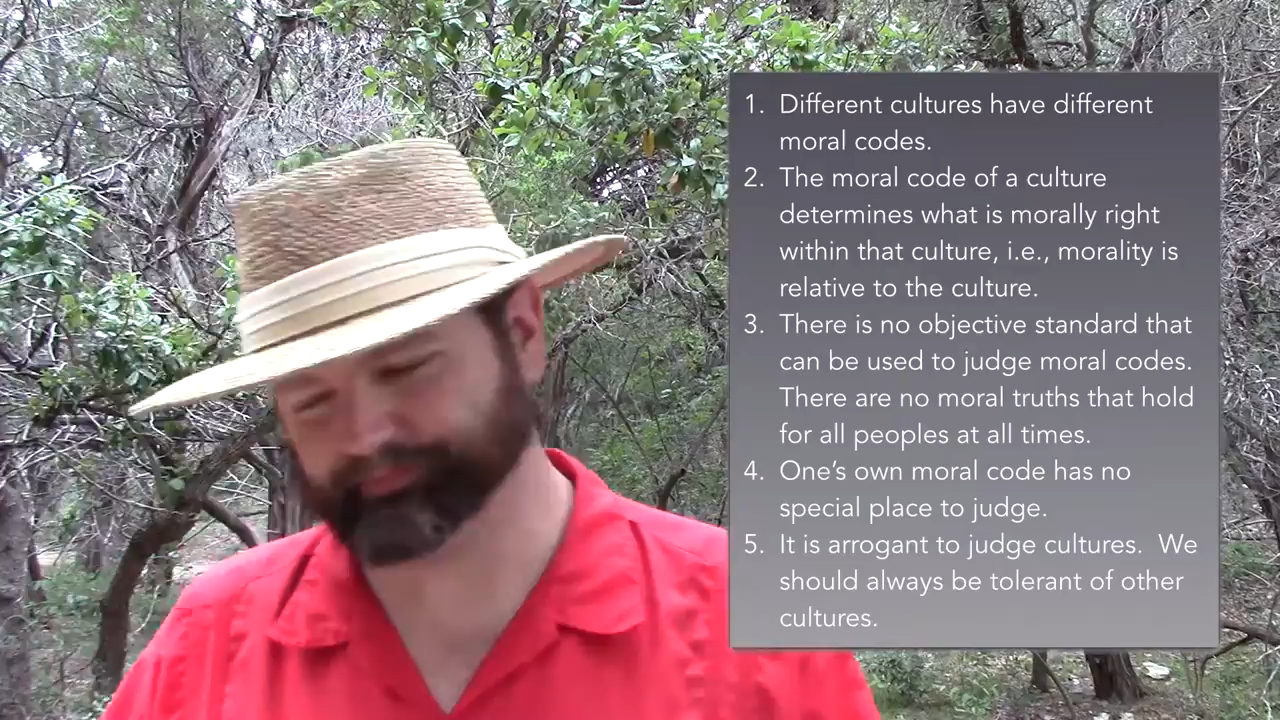 1. Different cultures have different
moral codes.
2. The moral code of a culture
determines what is morally right
within that culture, i.e., morality is
relative to the culture.
3. There is no objective standard that
can be used to judge moral codes.
There are no moral truths that hold
for all peoples at all times.
4. One’s own moral code has no
special place to judge.
5. It is arrogant to judge cultures.  We
should always be tolerant of other
cultures.